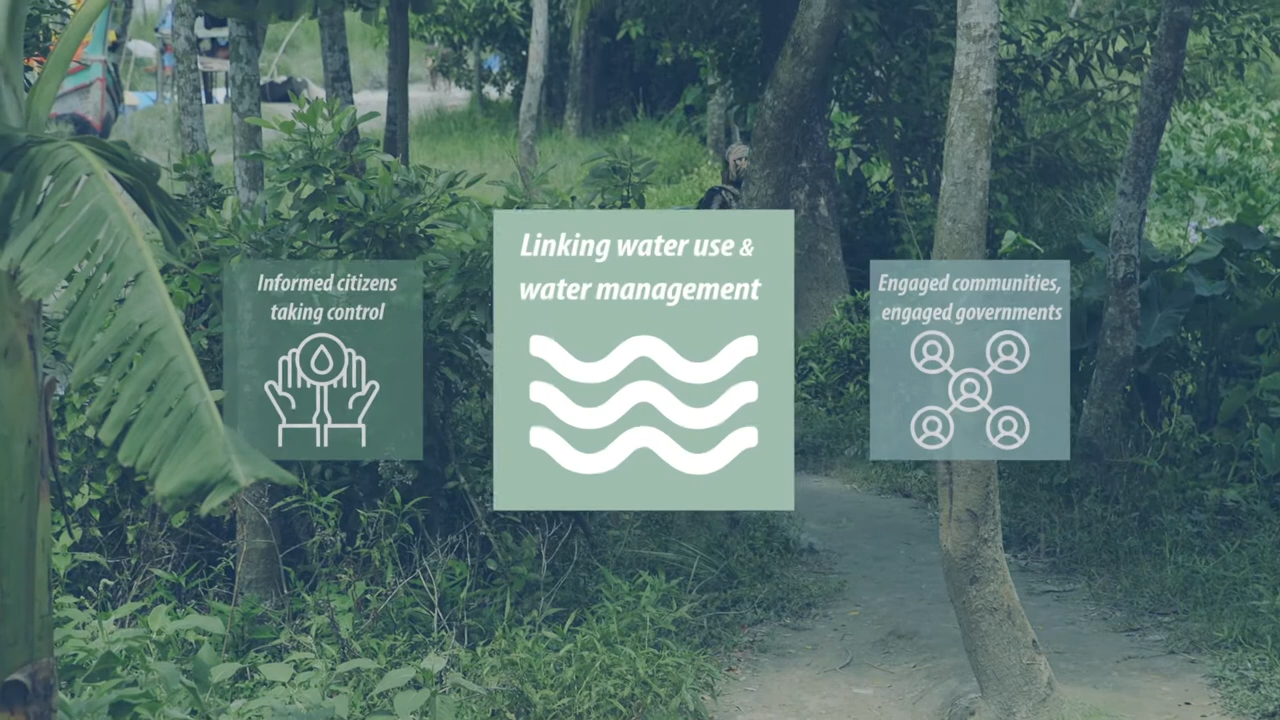 Informed citizens
taking control
Linking water use &
water management
Engaged communities,
engaged governments